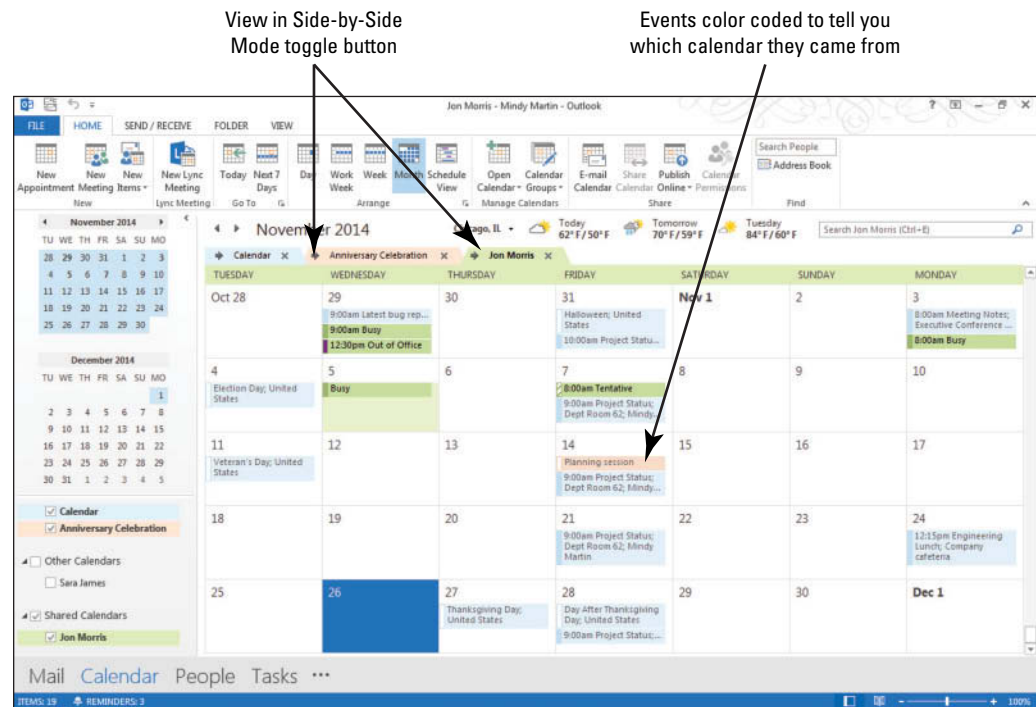 View in Side-by-Side
Mode toggle button
Events color coded to tell you
which calendar they came from
Jon Morris - Mindy Martin - Outlook
FILE HOME SEND / RECEIVE FOLDER VIEW
New Appointment New Meeting New Items New Lync Meeting Today Next 7 Days Day Work Week Week Month Schedule View Open Calendar Calendar Groups E-mail Calendar Share Calendar Publish Online Calendar Permissions Search People Address Book
New Lync Meeting Go To Arrange Manage Calendars Share Find
November 2014
TU WE TH FR SA SU MO
28 29 30 31 1 2 3
4 5 6 7 8 9 10
11 12 13 14 15 16 17
18 19 20 21 22 23 24
25 26 27 28 29 30
December 2014
TU WE TH FR SA SU MO
1
2 3 4 5 6 7 8
9 10 11 12 13 14 15
16 17 18 19 20 21 22
23 24 25 26 27 28 29
30 31 1 2 3 4 5
Calendar
Anniversary Celebration
Other Calendars
Sara James
Shared Calendars
Jon Morris
November 2014 IL Today 62°F/50°F Tomorrow 70°F/59°F Tuesday 84°F/60°F Search Jon Morris (Ctrl+E)
Calendar × Anniversary Celebration × Jon Morris ×
TUESDAY WEDNESDAY THURSDAY FRIDAY SATURDAY SUNDAY MONDAY
Oct 28
29
9:00am Latest bug rep...
9:00am Busy
12:30pm Out of Office
30
31
Halloween; United
States
10:00am Project Statu...
Nov 1
2
3
8:00am Meeting Notes;
Executive Conference ...
8:00am Busy
4
Election Day; United
States
5
Busy
6
7
8:00am Tentative
9:00am Project Status;
Dept Room 62; Mindy...
8
9
10
11
Veteran's Day; United
States
12
13
14
Planning session
9:00am Project Status;
Dept Room 62; Mindy...
15
16
17
18
19
20
21
9:00am Project Status;
Dept Room 62; Mindy
Martin
22
23
24
12:15pm Engineering
Lunch; Company
cafeteria
25
26
27
Thanksgiving Day;
United States
28
Day After Thanksgiving
Day; United States
9:00am Project Status;...
29
30
Dec 1
Mail Calendar People Tasks •••
ITEMS: 19 REMINDERS: 3 100%